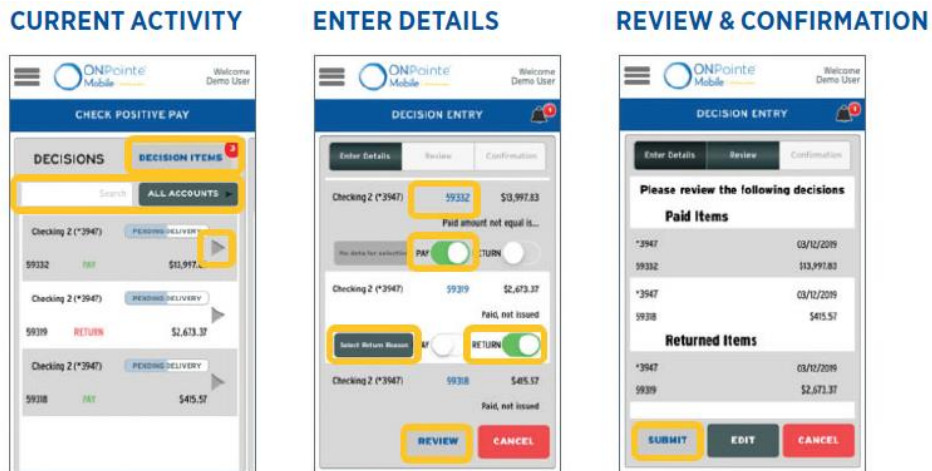 CURRENT ACTIVITY
ONPointe
Mobile
Welcome
Demo User
CHECK POSITIVE PAY
DECISIONS
DECISION ITEMS
3
Search
ALL ACCOUNTS
Checking 2 (*3947)
PENDING DELIVERY
59332 PAY $13,997.
Checking 2 (*3947)
PENDING DELIVERY
59319 RETURN $2,673.37
Checking 2 (*3947)
PENDING DELIVERY
59318 PAY $415.57
ENTER DETAILS
ONPointe
Mobile
Welcome
Demo User
DECISION ENTRY
1
Enter Details Review Confirmation
Checking 2 (*3947) 59332 $13,997.83
Paid amount not equal is...
No data for selection PAY RETURN
Checking 2 (*3947) 59319 $2,673.37
Paid, not issued
Select Return Reason AY RETURN
Checking 2 (*3947) 59318 $415.57
Paid, not issued
REVIEW CANCEL
REVIEW & CONFIRMATION
ONPointe
Mobile
Welcome
Demo User
DECISION ENTRY
1
Enter Details Review Confirmation
Please review the following decisions
Paid Items
*3947 03/12/2019
59332 $13,997.83
*3947 03/12/2019
59318 $415.57
Returned Items
*3947 03/12/2019
59319 $2,673.37
SUBMIT EDIT CANCEL